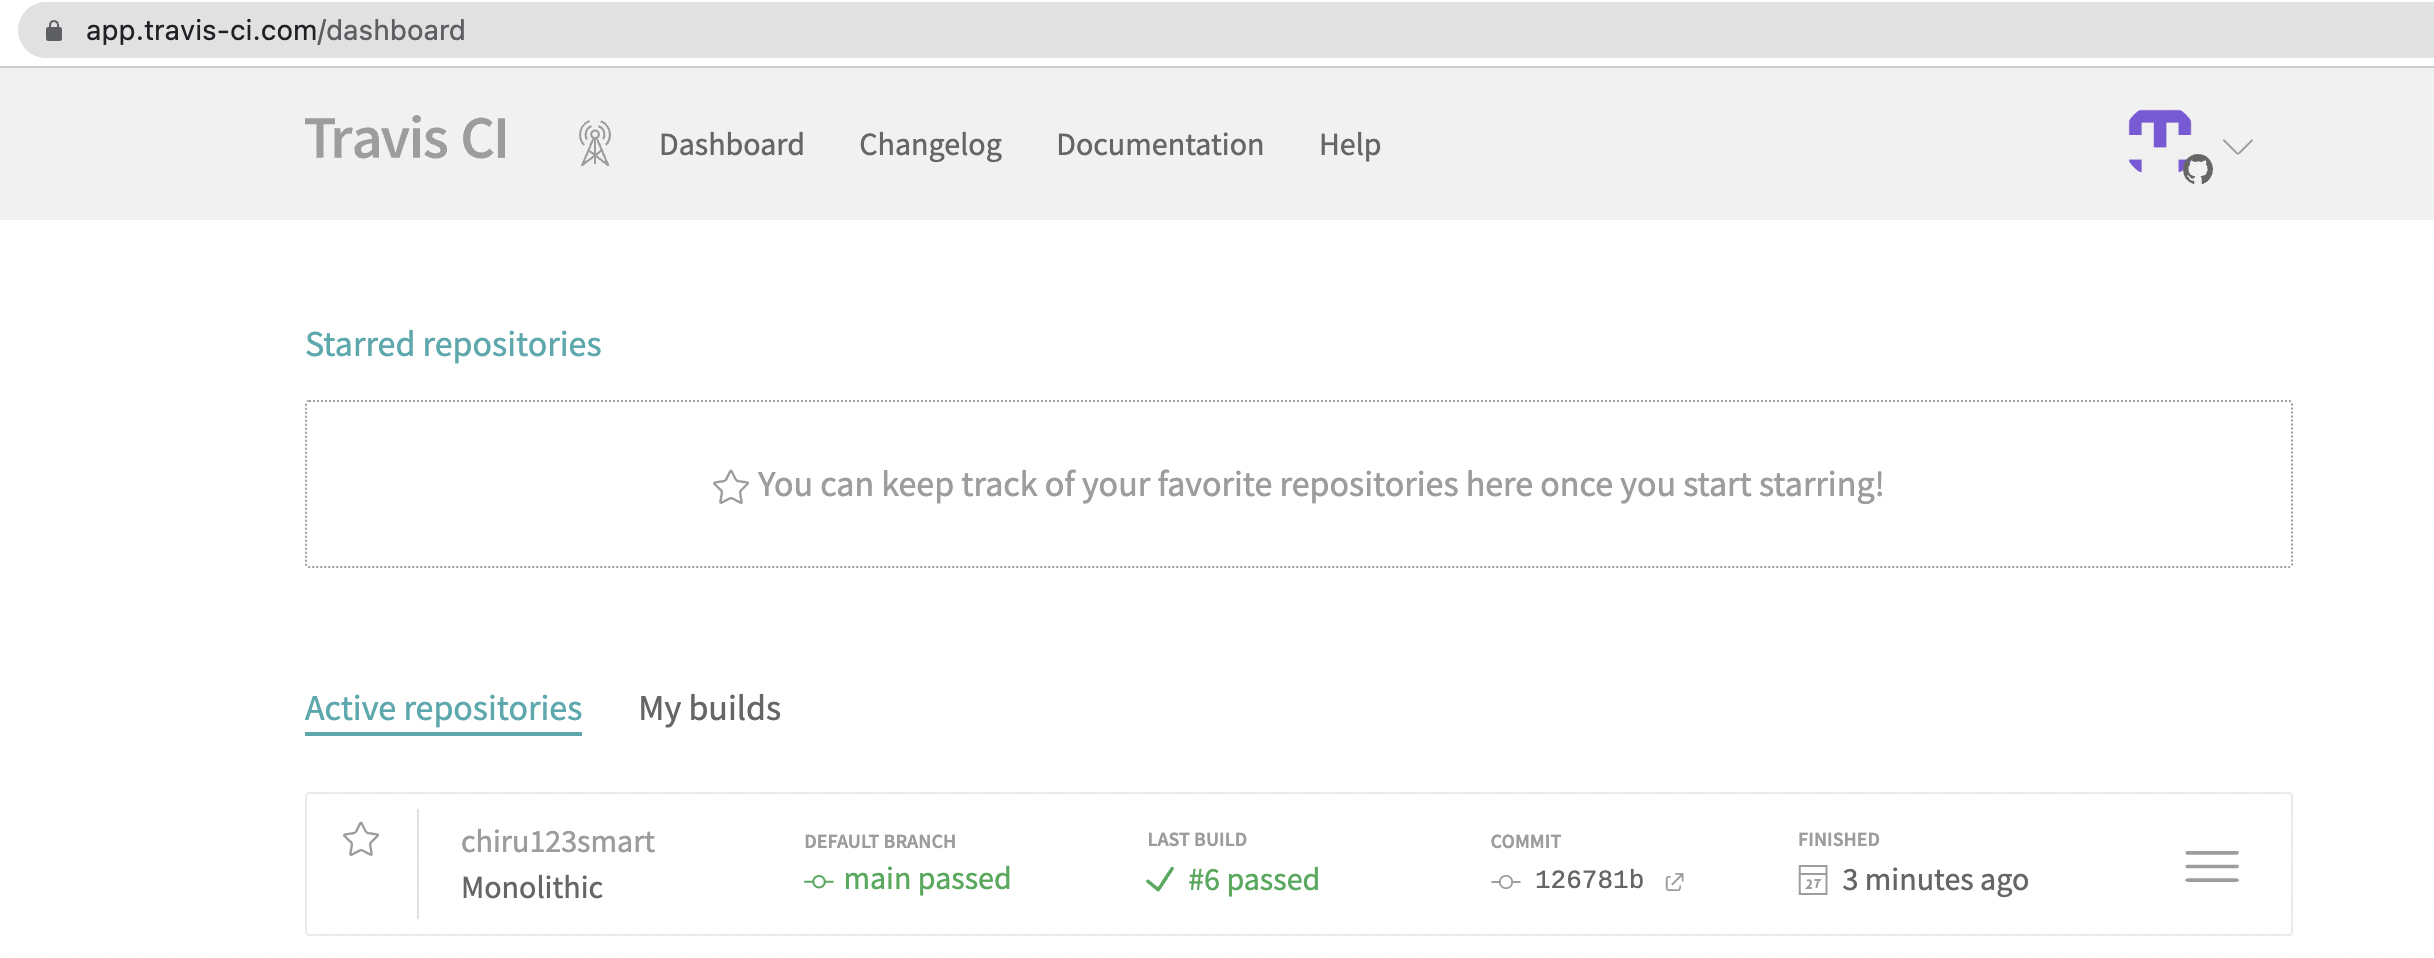 app.travis-ci.com/dashboard
Travis CI Dashboard Changelog Documentation Help
Starred repositories
You can keep track of your favorite repositories here once you start starring!
Active repositories My builds
chiru123smart DEFAULT BRANCH LAST BUILD COMMIT FINISHED
Monolithic main passed #6 passed 126781b 27 3 minutes ago